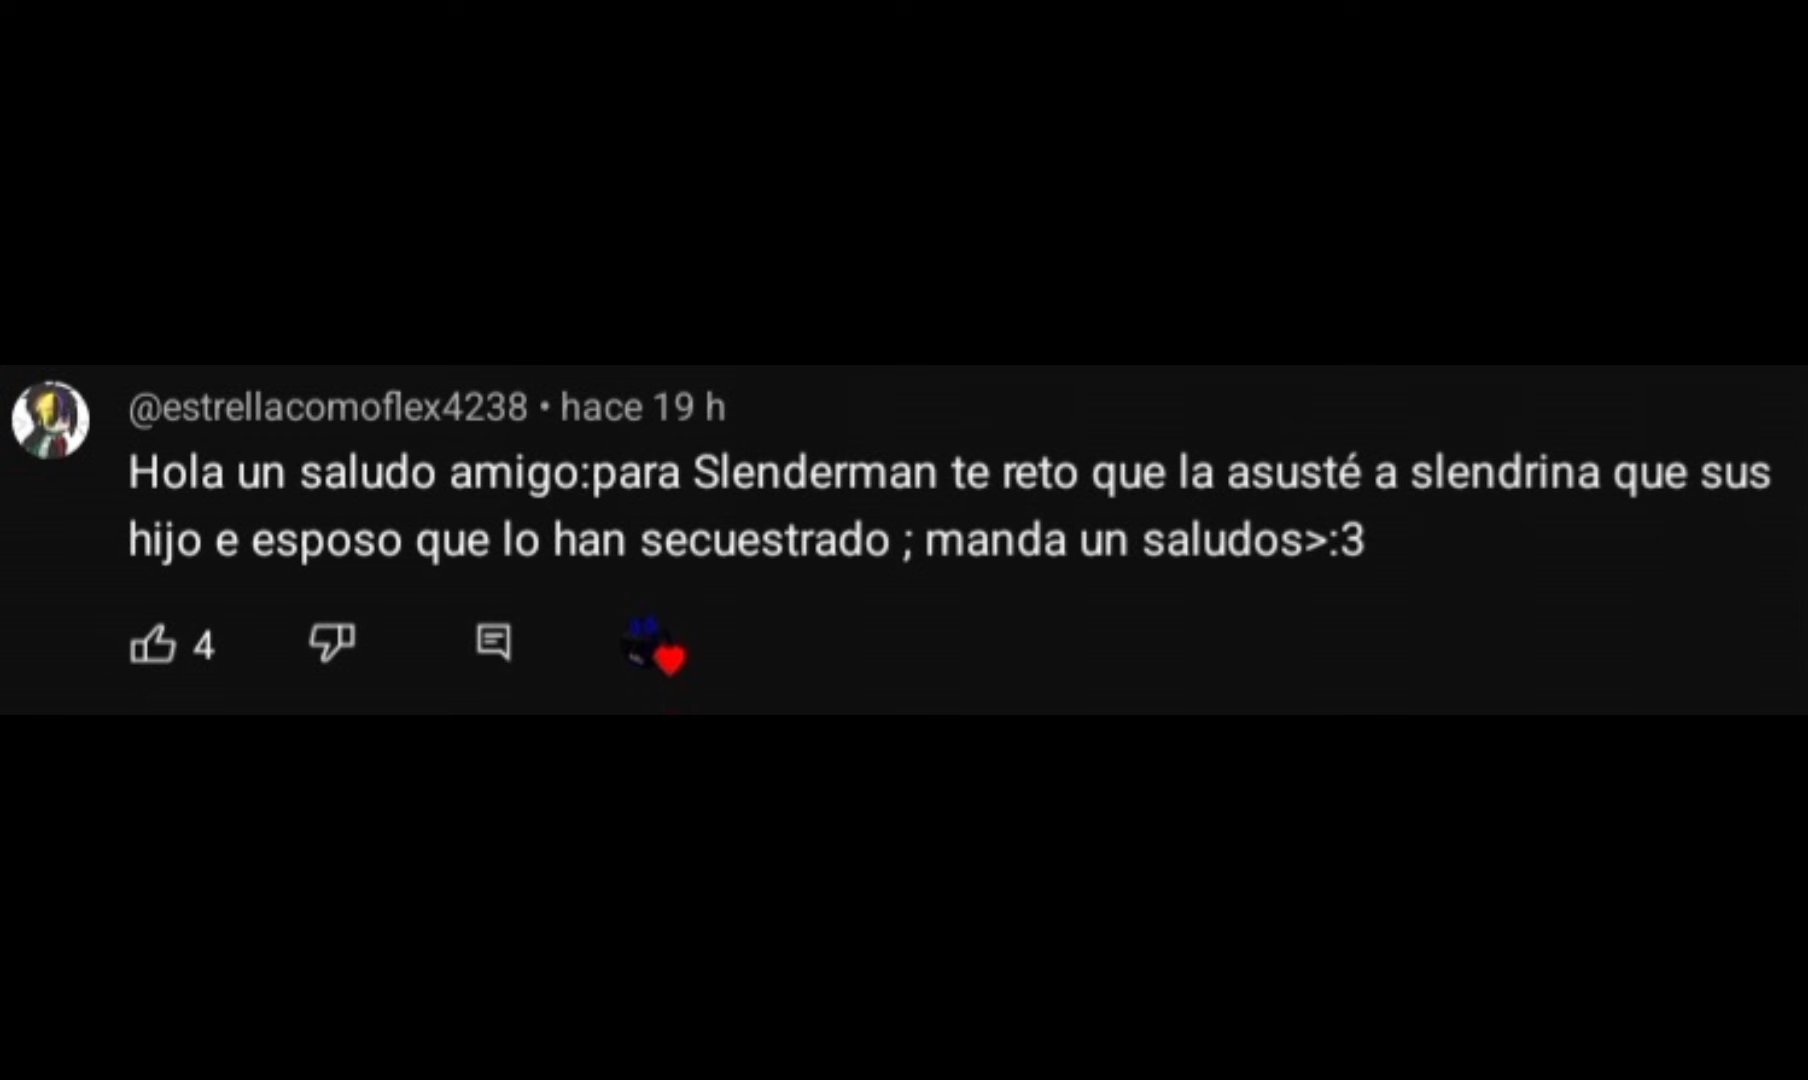 @estrellacomoflex4238 • hace 19 h
Hola un saludo amigo:para Slenderman te reto que la asusté a slendrina que sus
hijo e esposo que lo han secuestrado ; manda un saludos>:3
4